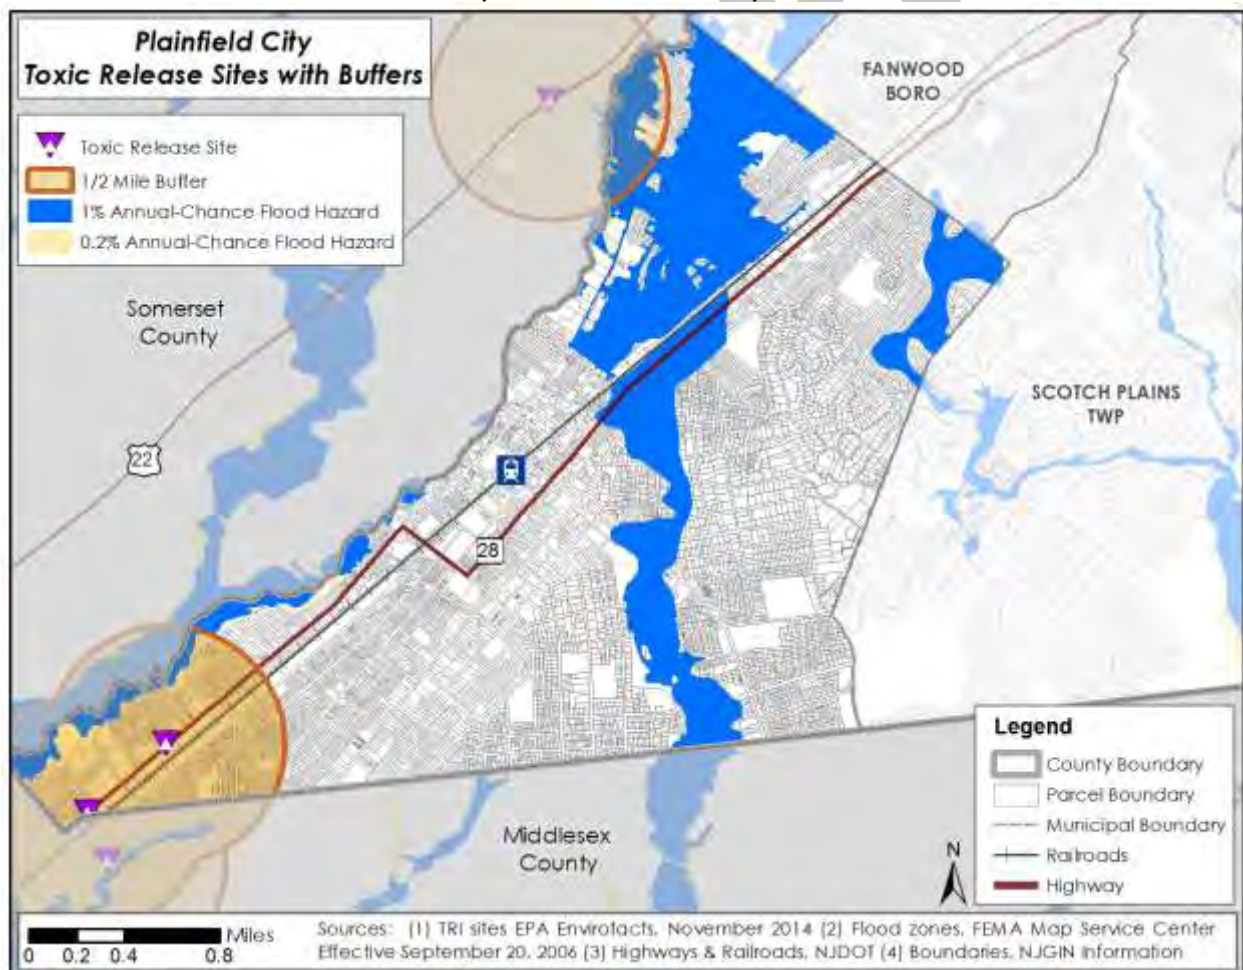 Plainfield City
Toxic Release Sites with Buffers
Toxic Release Site
1/2 Mile Buffer
1% Annual-Chance Flood Hazard
0.2% Annual-Chance Flood Hazard
FANWOOD
BORO
Somerset
County
SCOTCH PLAINS
TWP
22
28
Middlesex
County
N
Legend
County Boundary
Parcel Boundary
Municipal Boundary
Railroads
Highway
Miles
0 0.2 0.4 0.8
Sources: (1) TRI sites EPA Envirofacts, November 2014 (2) Flood zones, FEMA Map Service Center
Effective September 20, 2006 (3) Highways & Railroads, NJDOT (4) Boundaries, NJGIN Information